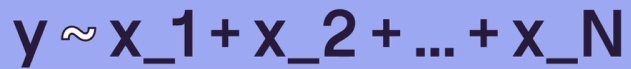 y ~ x_1 + x_2 + ... + x_N